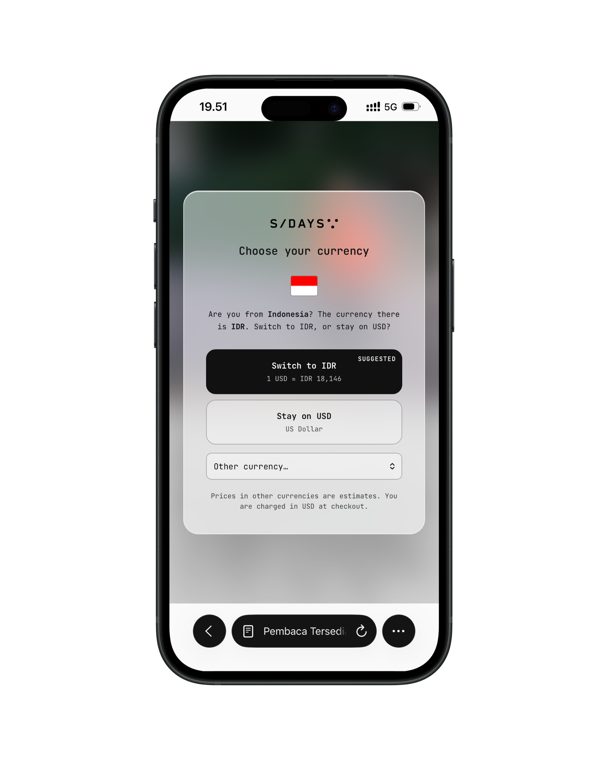 19.51 5G
S/DAYS
Choose your currency
Are you from Indonesia? The currency there
is IDR. Switch to IDR, or stay on USD?
SUGGESTED
Switch to IDR
1 USD = IDR 18,146
Stay on USD
US Dollar
Other currency…
Prices in other currencies are estimates. You
are charged in USD at checkout.
Pembaca Tersedi